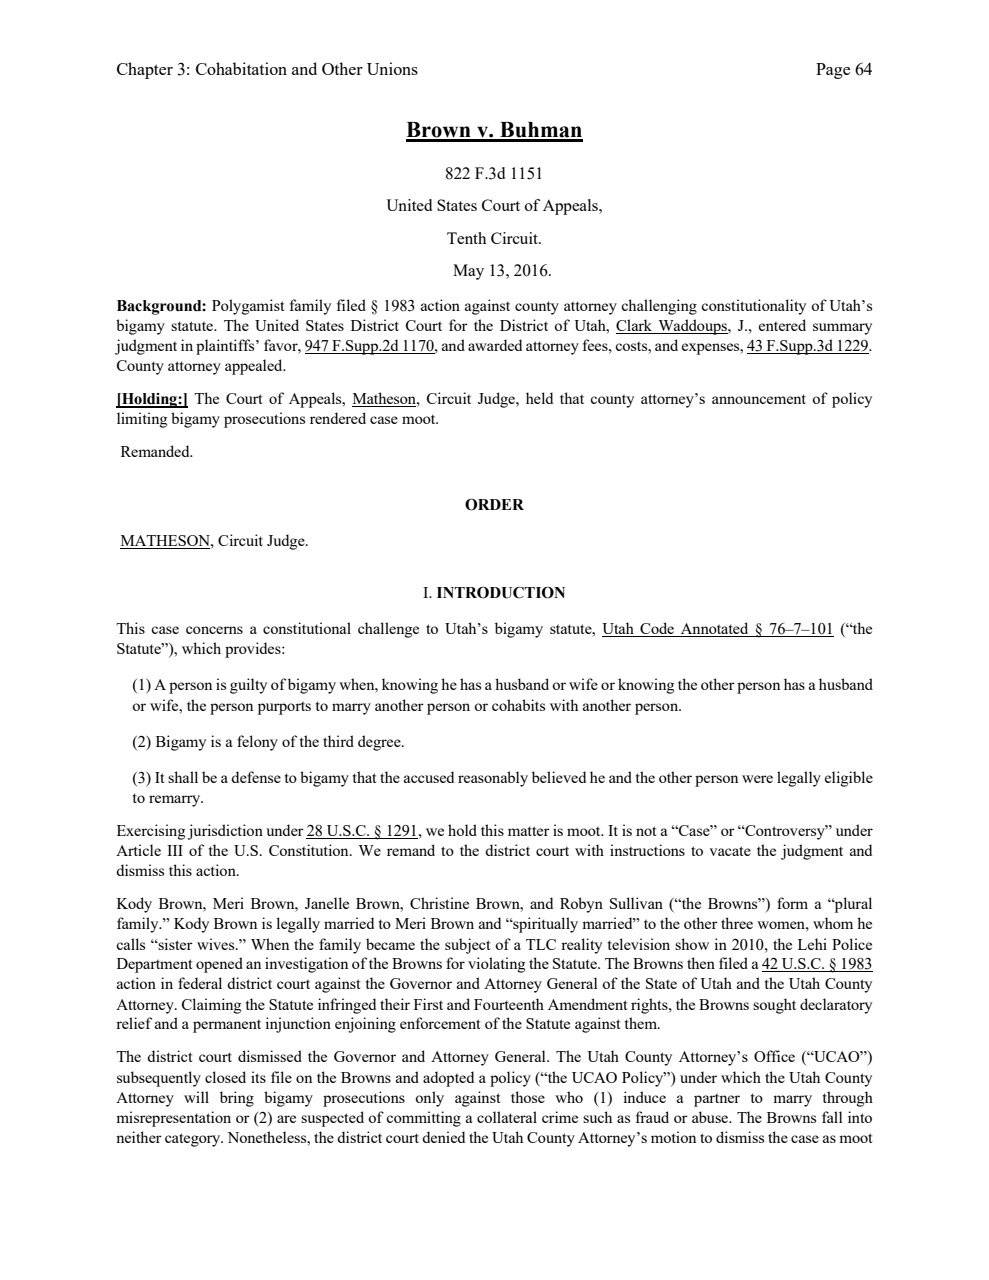 Chapter 3: Cohabitation and Other Unions Page 64
Brown v. Buhman
822 F.3d 1151
United States Court of Appeals,
Tenth Circuit.
May 13, 2016.
Background: Polygamist family filed § 1983 action against county attorney challenging constitutionality of Utah’s
bigamy statute. The United States District Court for the District of Utah, Clark Waddoups, J., entered summary
judgment in plaintiffs’ favor, 947 F.Supp.2d 1170, and awarded attorney fees, costs, and expenses, 43 F.Supp.3d 1229.
County attorney appealed.
[Holding:] The Court of Appeals, Matheson, Circuit Judge, held that county attorney’s announcement of policy
limiting bigamy prosecutions rendered case moot.
Remanded.
ORDER
MATHESON, Circuit Judge.
I. INTRODUCTION
This case concerns a constitutional challenge to Utah’s bigamy statute, Utah Code Annotated § 76–7–101 (“the
Statute”), which provides:
(1) A person is guilty of bigamy when, knowing he has a husband or wife or knowing the other person has a husband
or wife, the person purports to marry another person or cohabits with another person.
(2) Bigamy is a felony of the third degree.
(3) It shall be a defense to bigamy that the accused reasonably believed he and the other person were legally eligible
to remarry.
Exercising jurisdiction under 28 U.S.C. § 1291, we hold this matter is moot. It is not a “Case” or “Controversy” under
Article III of the U.S. Constitution. We remand to the district court with instructions to vacate the judgment and
dismiss this action.
Kody Brown, Meri Brown, Janelle Brown, Christine Brown, and Robyn Sullivan (“the Browns”) form a “plural
family.” Kody Brown is legally married to Meri Brown and “spiritually married” to the other three women, whom he
calls “sister wives.” When the family became the subject of a TLC reality television show in 2010, the Lehi Police
Department opened an investigation of the Browns for violating the Statute. The Browns then filed a 42 U.S.C. § 1983
action in federal district court against the Governor and Attorney General of the State of Utah and the Utah County
Attorney. Claiming the Statute infringed their First and Fourteenth Amendment rights, the Browns sought declaratory
relief and a permanent injunction enjoining enforcement of the Statute against them.
The district court dismissed the Governor and Attorney General. The Utah County Attorney’s Office (“UCAO”)
subsequently closed its file on the Browns and adopted a policy (“the UCAO Policy”) under which the Utah County
Attorney will bring bigamy prosecutions only against those who (1) induce a partner to marry through
misrepresentation or (2) are suspected of committing a collateral crime such as fraud or abuse. The Browns fall into
neither category. Nonetheless, the district court denied the Utah County Attorney’s motion to dismiss the case as moot